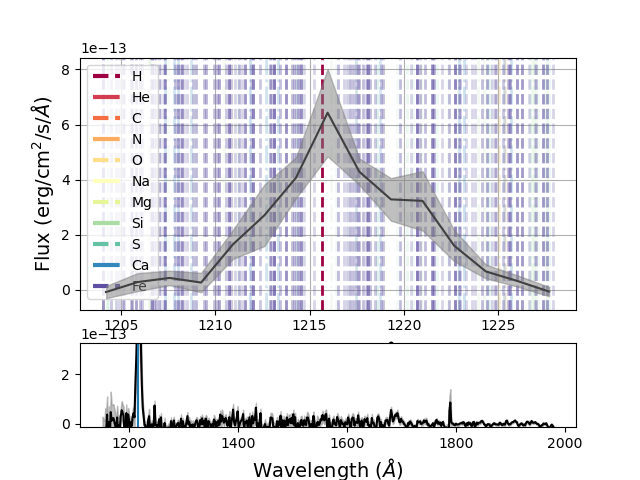 1e−13
8
6
4
2
0
Flux (erg/cm²/s/Å)
H
He
C
N
O
Na
Mg
Si
S
Ca
Fe
1205 1210 1215 1220 1225
1e−13
2
0
1200 1400 1600 1800 2000
Wavelength (Å)